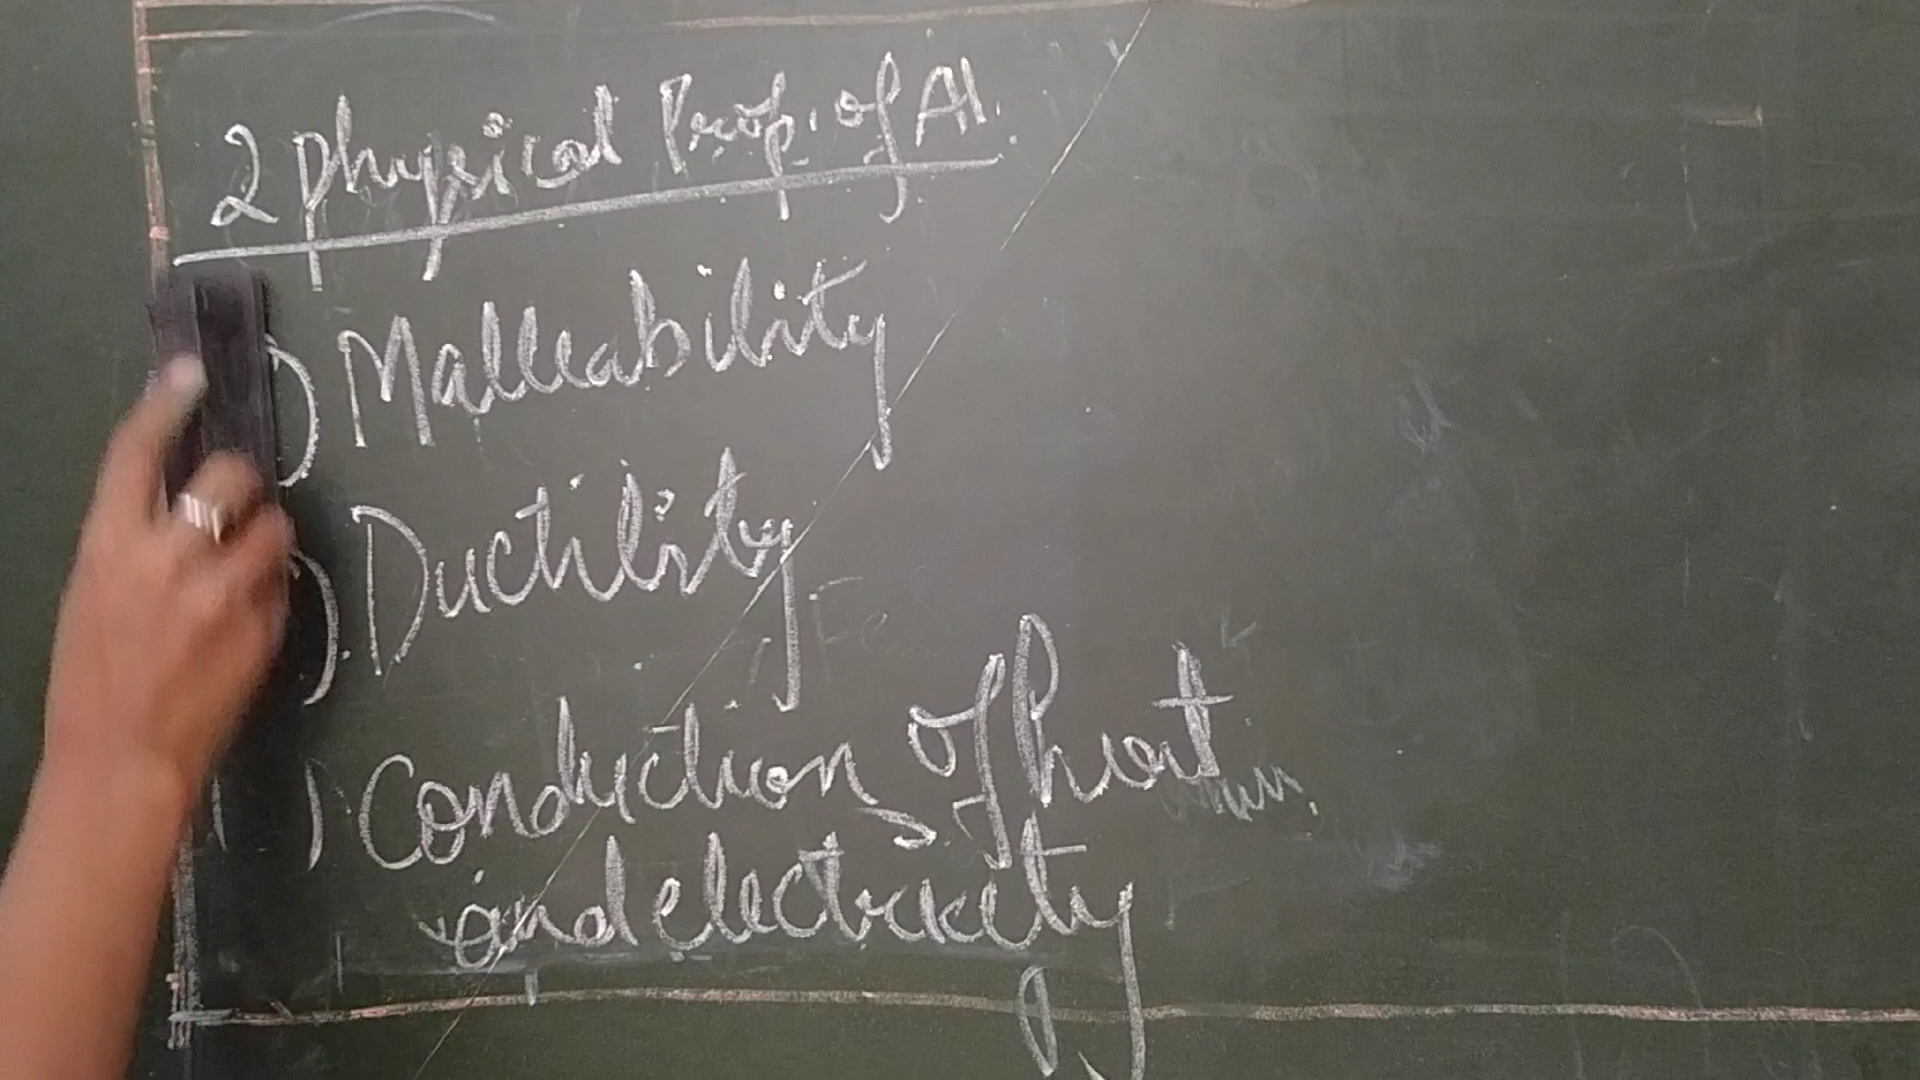 2 Physical Prop. of Al.
) Malleability
). Ductility
) Conduction of heat
and electricity